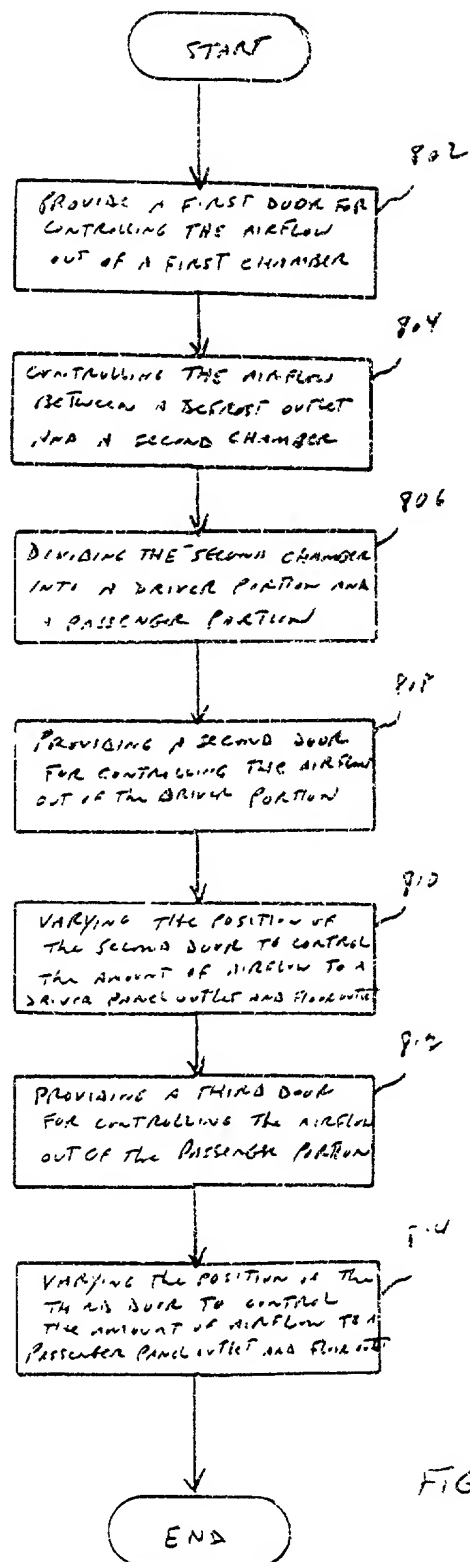 START
802
PROVIDE A FIRST DOOR FOR
CONTROLLING THE AIRFLOW
OUT OF A FIRST CHAMBER
804
CONTROLLING THE AIRFLOW
BETWEEN A DEFROST OUTLET
AND A SECOND CHAMBER
806
DIVIDING THE SECOND CHAMBER
INTO A DRIVER PORTION AND
A PASSENGER PORTION
PROVIDING A SECOND DOOR
FOR CONTROLLING THE AIRFLOW
OUT OF THE DRIVER PORTION
810
VARYING THE POSITION OF
THE SECOND DOOR TO CONTROL
THE AMOUNT OF AIRFLOW TO A
DRIVER PANEL OUTLET AND FLOOR OUTLET
812
PROVIDING A THIRD DOOR
FOR CONTROLLING THE AIRFLOW
OUT OF THE PASSENGER PORTION
VARYING THE POSITION OF THE
THIRD DOOR TO CONTROL
THE AMOUNT OF AIRFLOW TO A
PASSENGER PANEL OUTLET AND FLOOR OUTLET
END